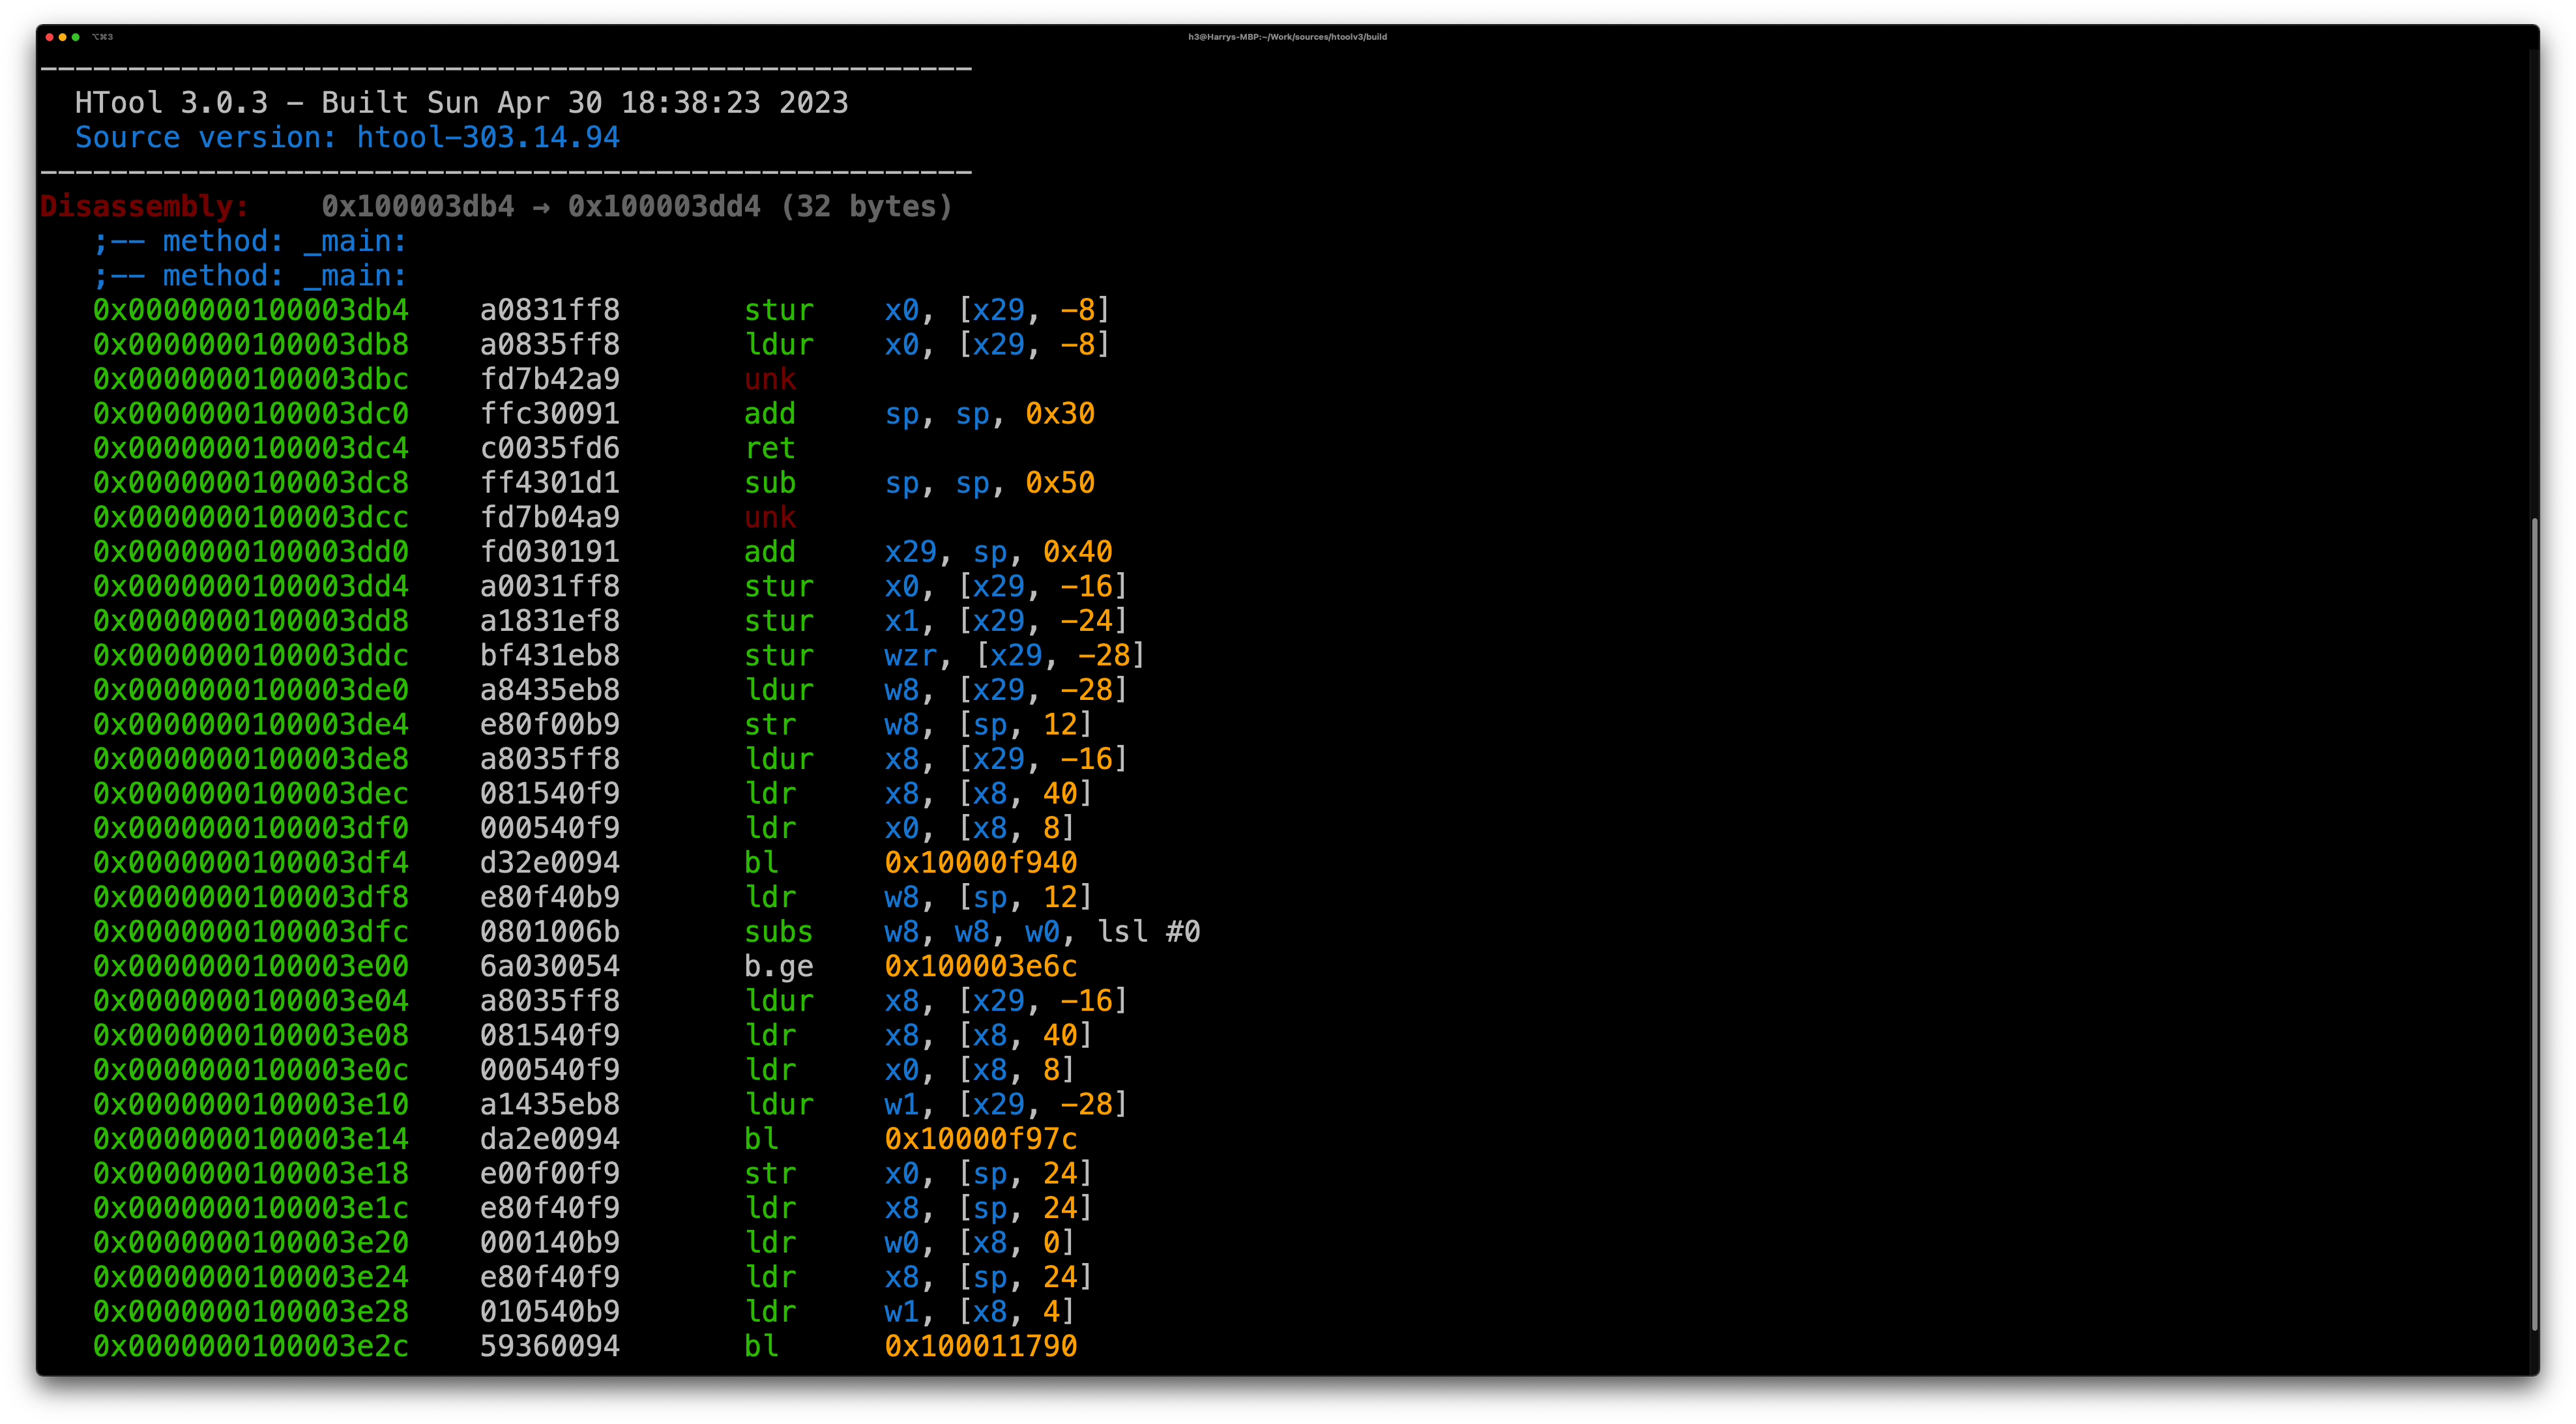 ⌥⌘3
h3@Harrys-MBP:~/Work/sources/htoolv3/build
-----------------------------------------------------
HTool 3.0.3 - Built Sun Apr 30 18:38:23 2023
Source version: htool-303.14.94
-----------------------------------------------------
Disassembly: 0x100003db4 → 0x100003dd4 (32 bytes)
;-- method: _main:
;-- method: _main:
0x0000000100003db4 a0831ff8 stur x0, [x29, -8]
0x0000000100003db8 a0835ff8 ldur x0, [x29, -8]
0x0000000100003dbc fd7b42a9 unk
0x0000000100003dc0 ffc30091 add sp, sp, 0x30
0x0000000100003dc4 c0035fd6 ret
0x0000000100003dc8 ff4301d1 sub sp, sp, 0x50
0x0000000100003dcc fd7b04a9 unk
0x0000000100003dd0 fd030191 add x29, sp, 0x40
0x0000000100003dd4 a0031ff8 stur x0, [x29, -16]
0x0000000100003dd8 a1831ef8 stur x1, [x29, -24]
0x0000000100003ddc bf431eb8 stur wzr, [x29, -28]
0x0000000100003de0 a8435eb8 ldur w8, [x29, -28]
0x0000000100003de4 e80f00b9 str w8, [sp, 12]
0x0000000100003de8 a8035ff8 ldur x8, [x29, -16]
0x0000000100003dec 081540f9 ldr x8, [x8, 40]
0x0000000100003df0 000540f9 ldr x0, [x8, 8]
0x0000000100003df4 d32e0094 bl 0x10000f940
0x0000000100003df8 e80f40b9 ldr w8, [sp, 12]
0x0000000100003dfc 0801006b subs w8, w8, w0, lsl #0
0x0000000100003e00 6a030054 b.ge 0x100003e6c
0x0000000100003e04 a8035ff8 ldur x8, [x29, -16]
0x0000000100003e08 081540f9 ldr x8, [x8, 40]
0x0000000100003e0c 000540f9 ldr x0, [x8, 8]
0x0000000100003e10 a1435eb8 ldur w1, [x29, -28]
0x0000000100003e14 da2e0094 bl 0x10000f97c
0x0000000100003e18 e00f00f9 str x0, [sp, 24]
0x0000000100003e1c e80f40f9 ldr x8, [sp, 24]
0x0000000100003e20 000140b9 ldr w0, [x8, 0]
0x0000000100003e24 e80f40f9 ldr x8, [sp, 24]
0x0000000100003e28 010540b9 ldr w1, [x8, 4]
0x0000000100003e2c 59360094 bl 0x100011790